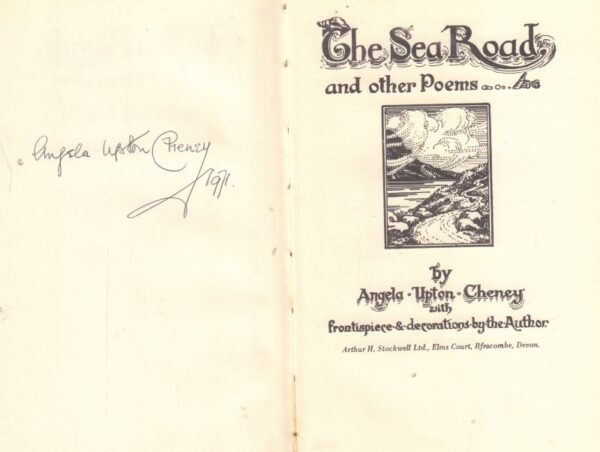 Angela Upton Cheney
1971.
The Sea Road
and other Poems
by
Angela · Upton · Cheney
with
frontispiece·&·decorations·by·the·Author.
Arthur H. Stockwell Ltd., Elms Court, Ilfracombe, Devon.